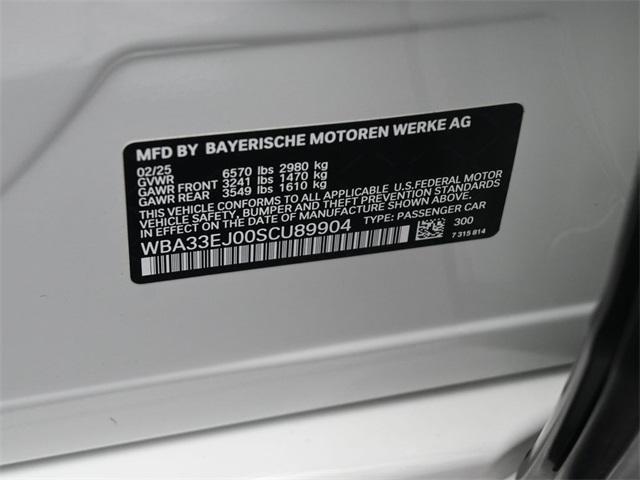 MFD BY BAYERISCHE MOTOREN WERKE AG
02/25
GVWR 6570 lbs 2980 kg
GAWR FRONT 3241 lbs 1470 kg
GAWR REAR 3549 lbs 1610 kg
THIS VEHICLE CONFORMS TO ALL APPLICABLE U.S.FEDERAL MOTOR
VEHICLE SAFETY, BUMPER AND THEFT PREVENTION STANDARDS
IN EFFECT ON THE DATE OF MANUFACTURE SHOWN ABOVE.
WBA33EJ00SCU89904 TYPE: PASSENGER CAR
300
7 315 814